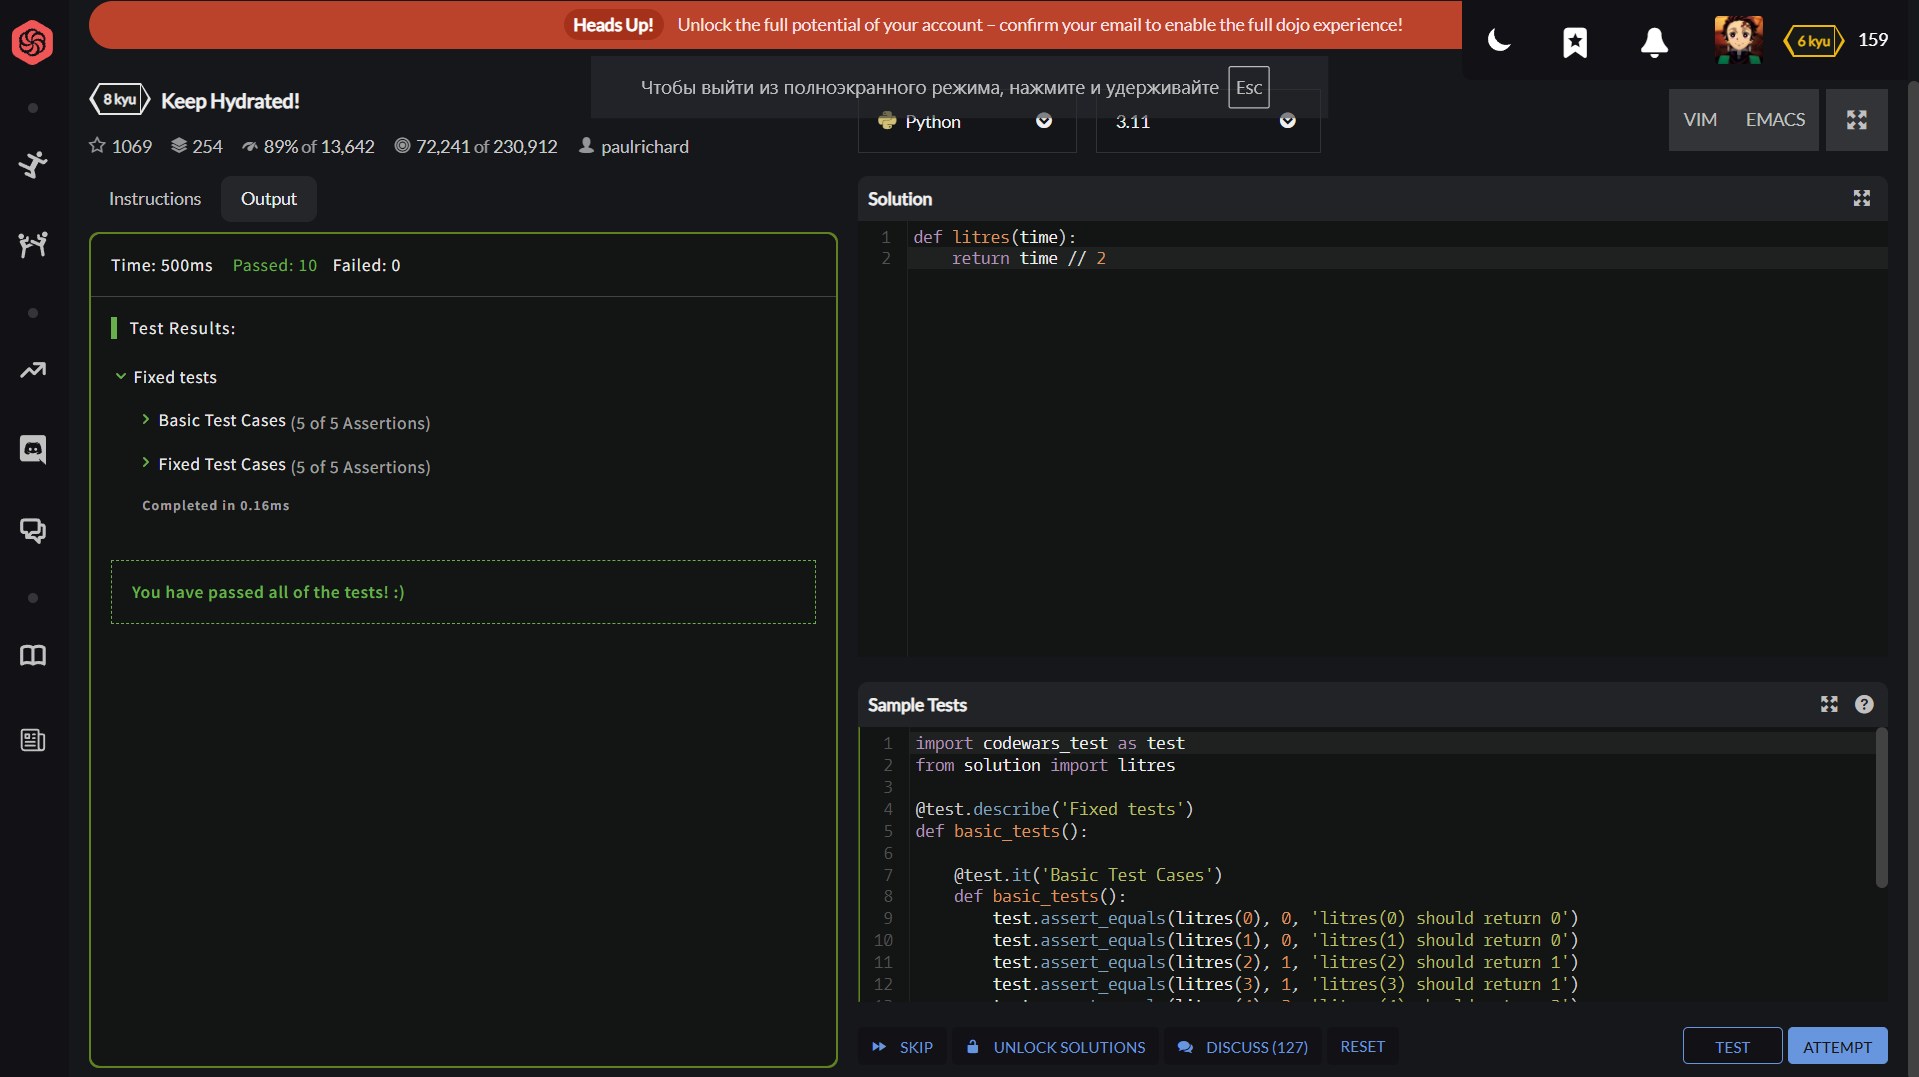 Heads Up! Unlock the full potential of your account – confirm your email to enable the full dojo experience!
6 kyu 159
Чтобы выйти из полноэкранного режима, нажмите и удерживайте Esc
8 kyu Keep Hydrated!
1069 254 89% of 13,642 72,241 of 230,912 paulrichard
Python 3.11 VIM EMACS
Instructions Output
Time: 500ms Passed: 10 Failed: 0
Test Results:
Fixed tests
Basic Test Cases (5 of 5 Assertions)
Fixed Test Cases (5 of 5 Assertions)
Completed in 0.16ms
You have passed all of the tests! :)
Solution
1 def litres(time):
2 return time // 2
Sample Tests
1 import codewars_test as test
2 from solution import litres
3
4 @test.describe('Fixed tests')
5 def basic_tests():
6
7 @test.it('Basic Test Cases')
8 def basic_tests():
9 test.assert_equals(litres(0), 0, 'litres(0) should return 0')
10 test.assert_equals(litres(1), 0, 'litres(1) should return 0')
11 test.assert_equals(litres(2), 1, 'litres(2) should return 1')
12 test.assert_equals(litres(3), 1, 'litres(3) should return 1')
SKIP UNLOCK SOLUTIONS DISCUSS (127) RESET TEST ATTEMPT